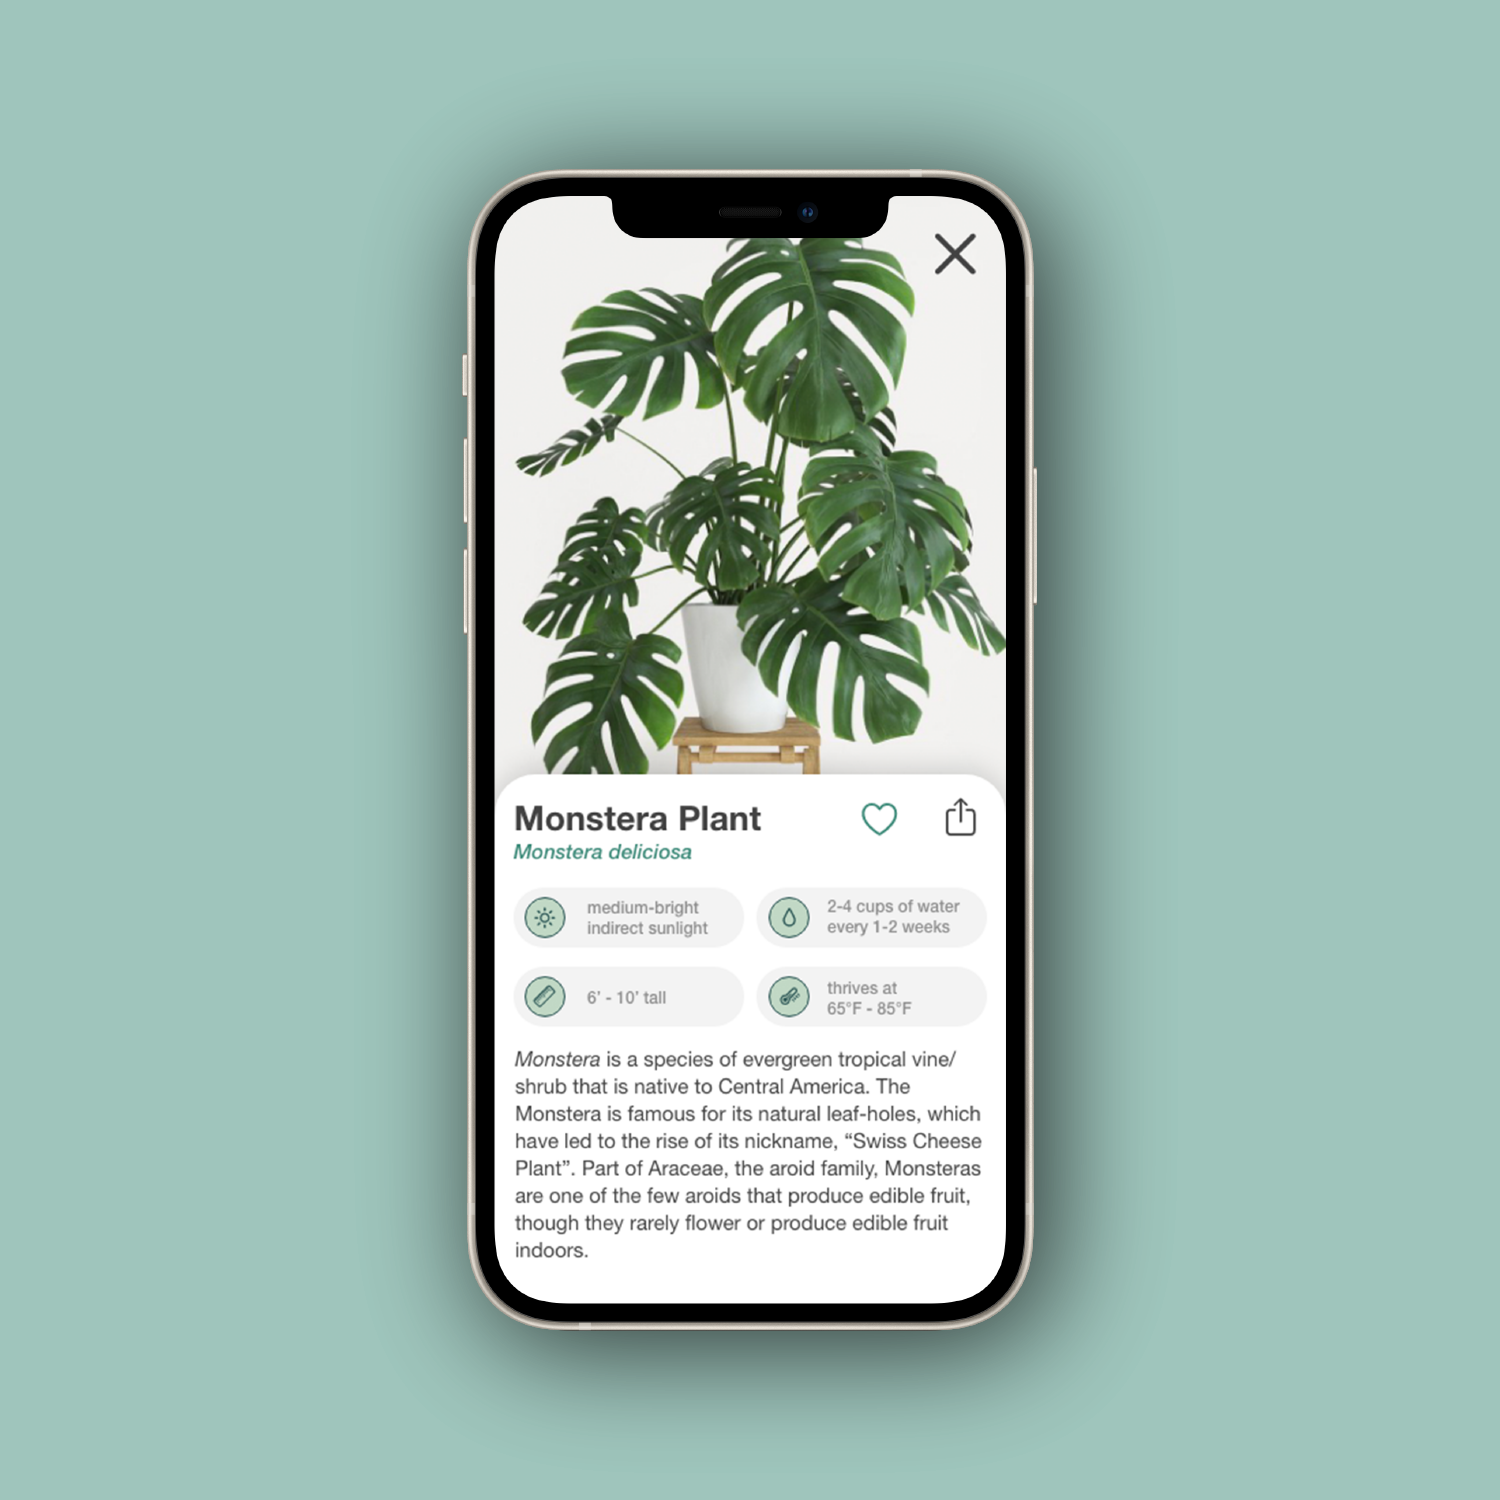 Monstera Plant
Monstera deliciosa
medium-bright
indirect sunlight
2-4 cups of water
every 1-2 weeks
6' - 10' tall
thrives at
65°F - 85°F
Monstera is a species of evergreen tropical vine/
shrub that is native to Central America. The
Monstera is famous for its natural leaf-holes, which
have led to the rise of its nickname, “Swiss Cheese
Plant”. Part of Araceae, the aroid family, Monsteras
are one of the few aroids that produce edible fruit,
though they rarely flower or produce edible fruit
indoors.